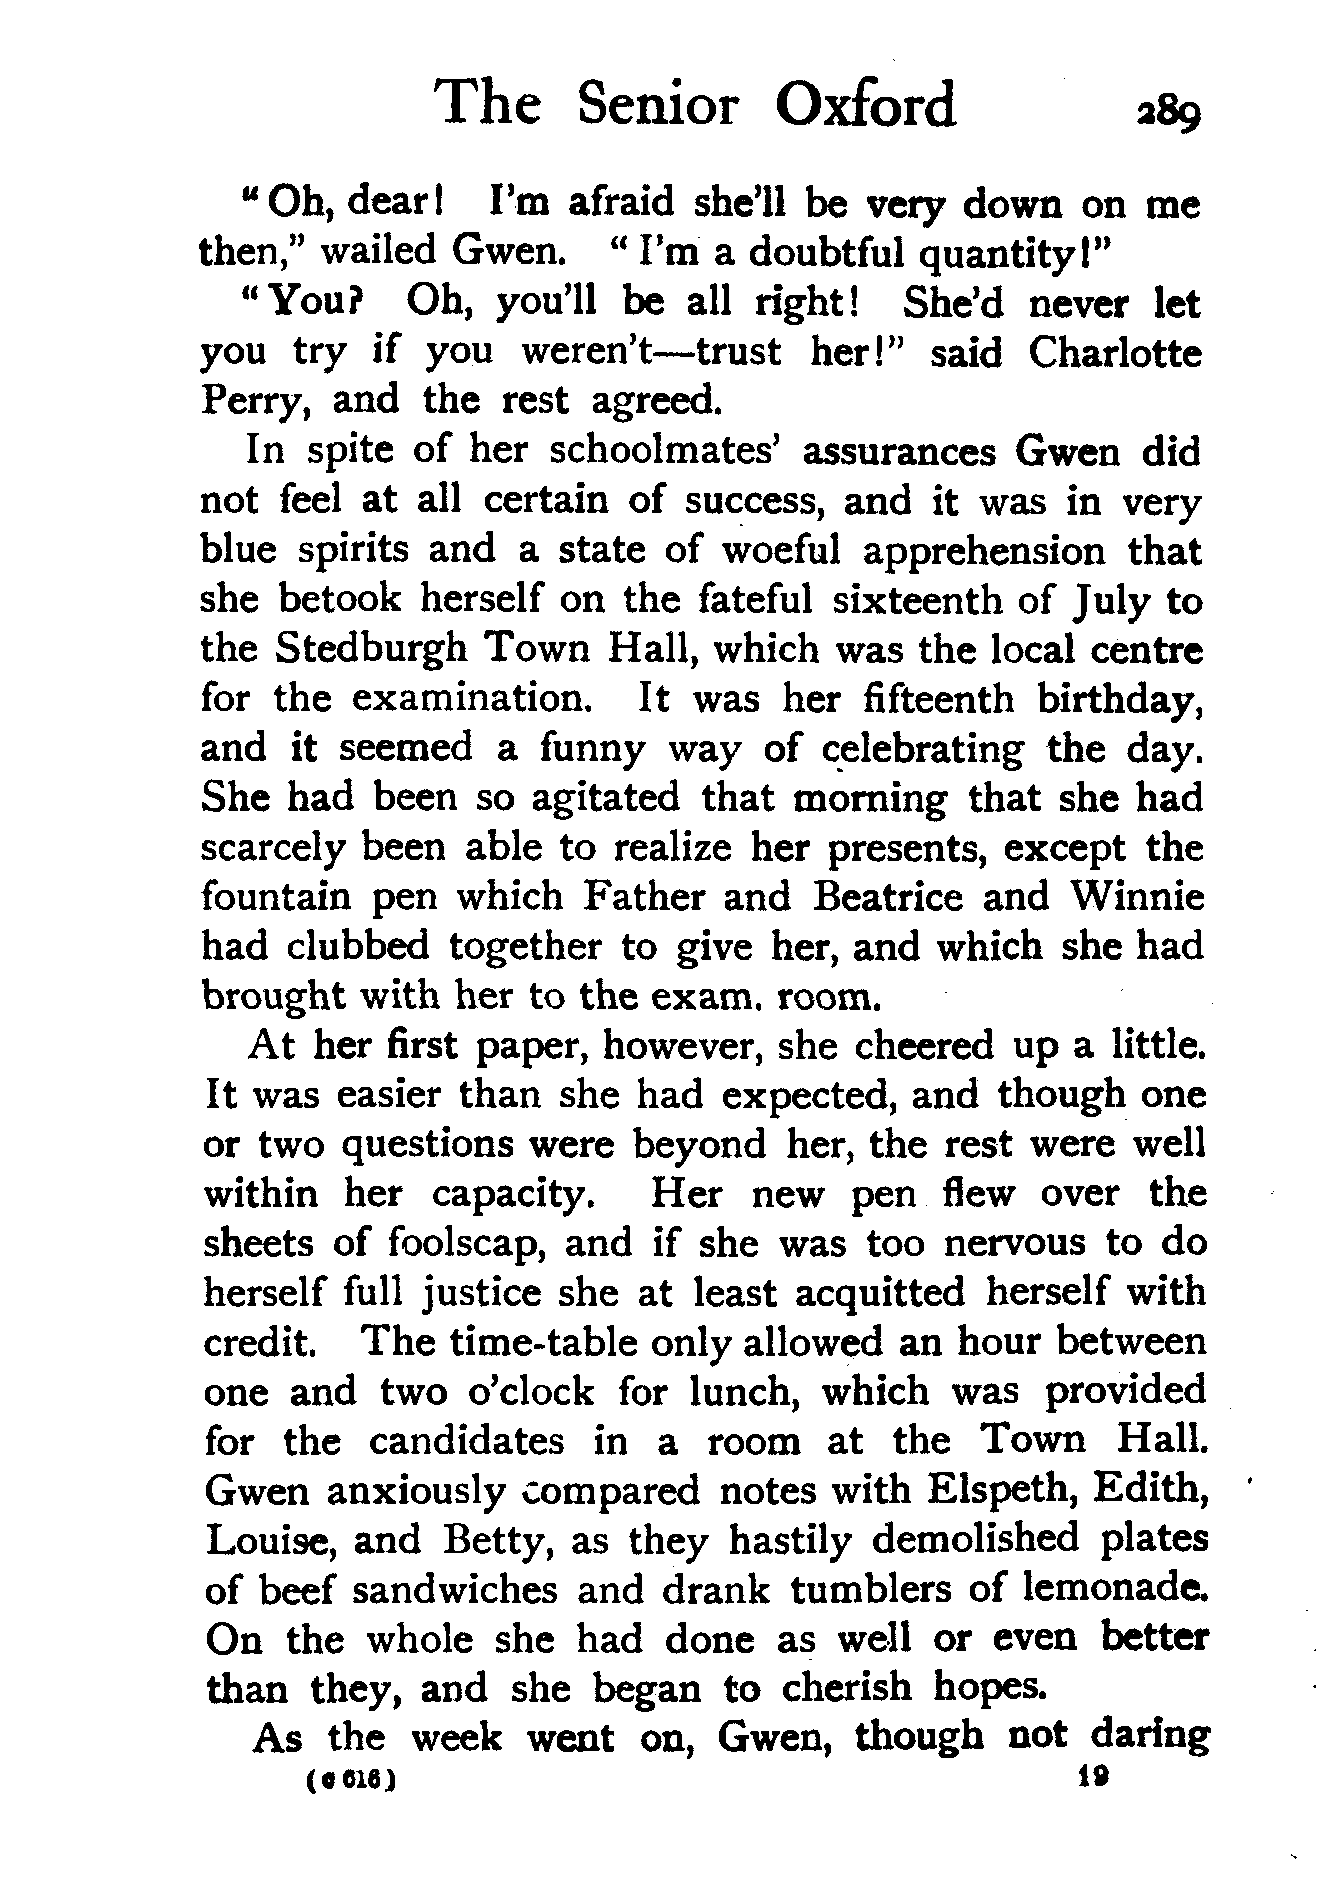 The Senior Oxford 289
“Oh, dear! I'm afraid she'll be very down on me
then,” wailed Gwen. “I'm a doubtful quantity!”
“You? Oh, you'll be all right! She'd never let
you try if you weren't—trust her!” said Charlotte
Perry, and the rest agreed.
In spite of her schoolmates' assurances Gwen did
not feel at all certain of success, and it was in very
blue spirits and a state of woeful apprehension that
she betook herself on the fateful sixteenth of July to
the Stedburgh Town Hall, which was the local centre
for the examination. It was her fifteenth birthday,
and it seemed a funny way of celebrating the day.
She had been so agitated that morning that she had
scarcely been able to realize her presents, except the
fountain pen which Father and Beatrice and Winnie
had clubbed together to give her, and which she had
brought with her to the exam. room.
At her first paper, however, she cheered up a little.
It was easier than she had expected, and though one
or two questions were beyond her, the rest were well
within her capacity. Her new pen flew over the
sheets of foolscap, and if she was too nervous to do
herself full justice she at least acquitted herself with
credit. The time-table only allowed an hour between
one and two o'clock for lunch, which was provided
for the candidates in a room at the Town Hall.
Gwen anxiously compared notes with Elspeth, Edith,
Louise, and Betty, as they hastily demolished plates
of beef sandwiches and drank tumblers of lemonade.
On the whole she had done as well or even better
than they, and she began to cherish hopes.
As the week went on, Gwen, though not daring
616) 19